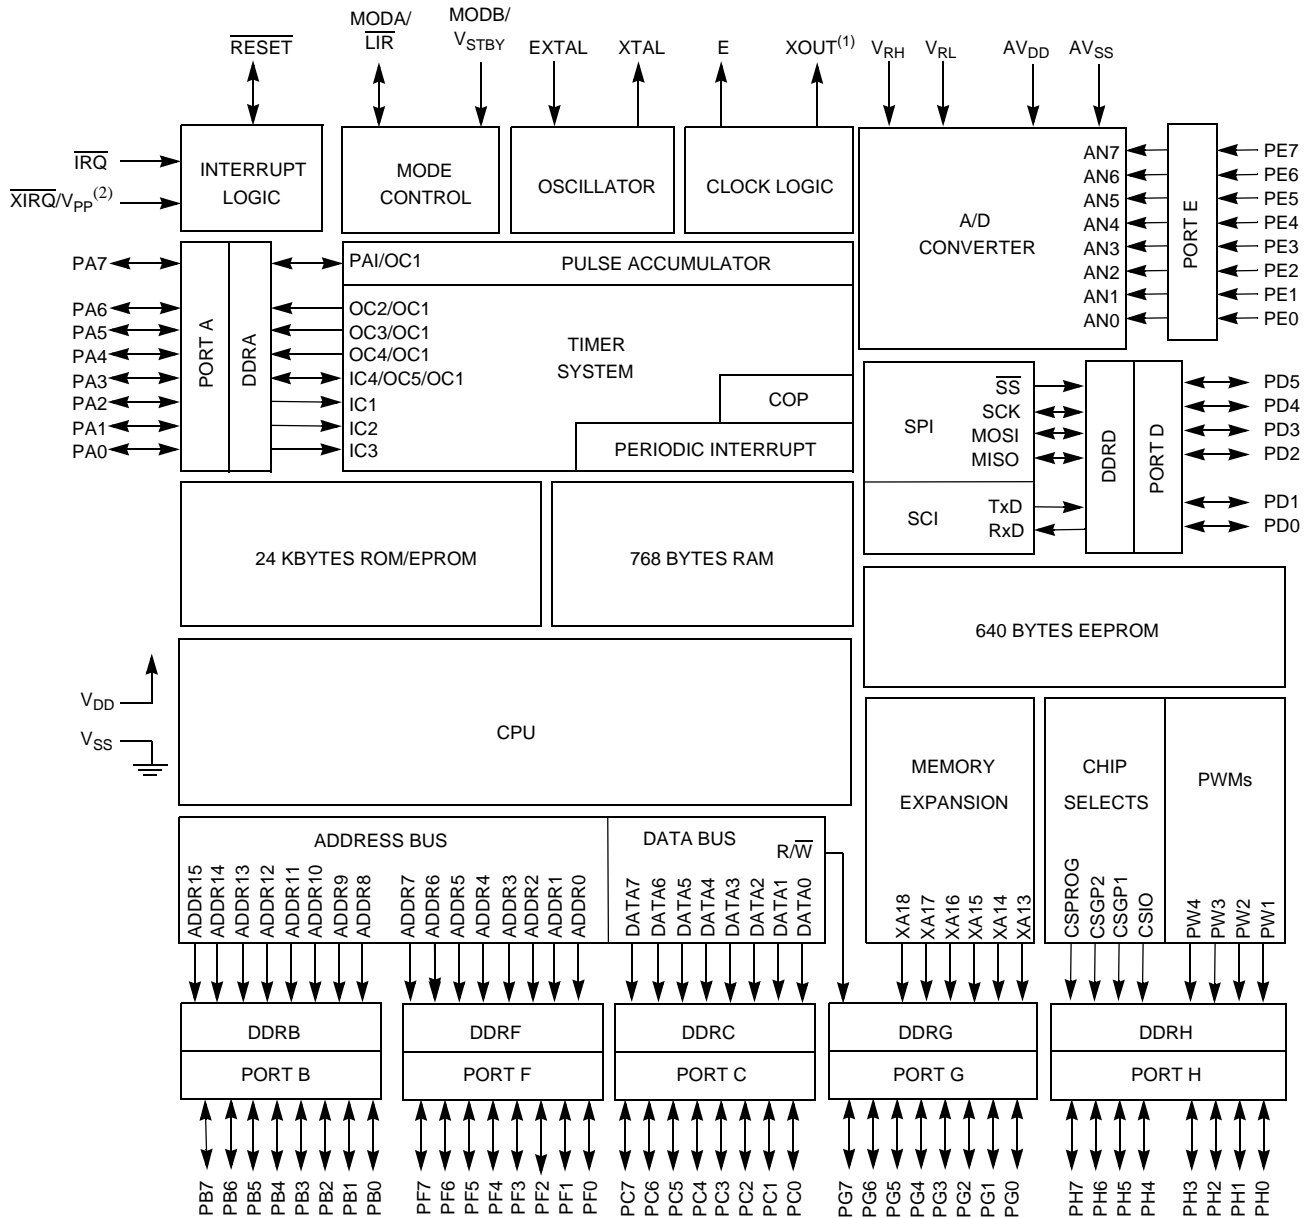 MODA/
LIR
MODB/
VSTBY
RESET
EXTAL
XTAL
E
XOUT(1)
VRH
VRL
AVDD
AVSS
IRQ
XIRQ/VPP(2)
INTERRUPT
LOGIC
MODE
CONTROL
OSCILLATOR
CLOCK LOGIC
A/D
CONVERTER
AN7
AN6
AN5
AN4
AN3
AN2
AN1
AN0
PORT E
PE7
PE6
PE5
PE4
PE3
PE2
PE1
PE0
PA7
PA6
PA5
PA4
PA3
PA2
PA1
PA0
PORT A
DDRA
PAI/OC1
PULSE ACCUMULATOR
OC2/OC1
OC3/OC1
OC4/OC1
IC4/OC5/OC1
IC1
IC2
IC3
TIMER
SYSTEM
COP
PERIODIC INTERRUPT
SPI
SS
SCK
MOSI
MISO
SCI
TxD
RxD
DDRD
PORT D
PD5
PD4
PD3
PD2
PD1
PD0
24 KBYTES ROM/EPROM
768 BYTES RAM
640 BYTES EEPROM
VDD
VSS
CPU
MEMORY
EXPANSION
CHIP
SELECTS
PWMs
ADDRESS BUS
DATA BUS
R/W
ADDR15
ADDR14
ADDR13
ADDR12
ADDR11
ADDR10
ADDR9
ADDR8
ADDR7
ADDR6
ADDR5
ADDR4
ADDR3
ADDR2
ADDR1
ADDR0
DATA7
DATA6
DATA5
DATA4
DATA3
DATA2
DATA1
DATA0
XA18
XA17
XA16
XA15
XA14
XA13
CSPROG
CSGP2
CSGP1
CSIO
PW4
PW3
PW2
PW1
DDRB
PORT B
DDRF
PORT F
DDRC
PORT C
DDRG
PORT G
DDRH
PORT H
PB7
PB6
PB5
PB4
PB3
PB2
PB1
PB0
PF7
PF6
PF5
PF4
PF3
PF2
PF1
PF0
PC7
PC6
PC5
PC4
PC3
PC2
PC1
PC0
PG7
PG6
PG5
PG4
PG3
PG2
PG1
PG0
PH7
PH6
PH5
PH4
PH3
PH2
PH1
PH0